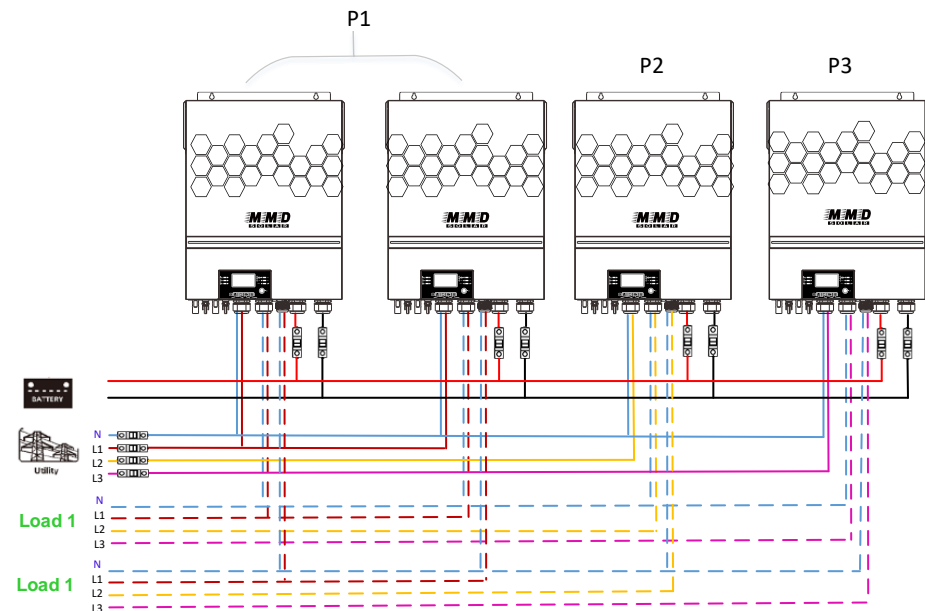 P1
P2
P3
MMD
SOLAR
MMD
SOLAR
MMD
SOLAR
MMD
SOLAR
BATTERY
Utility
N
L1
L2
L3
Load 1
N
L1
L2
L3
Load 1
N
L1
L2
L3